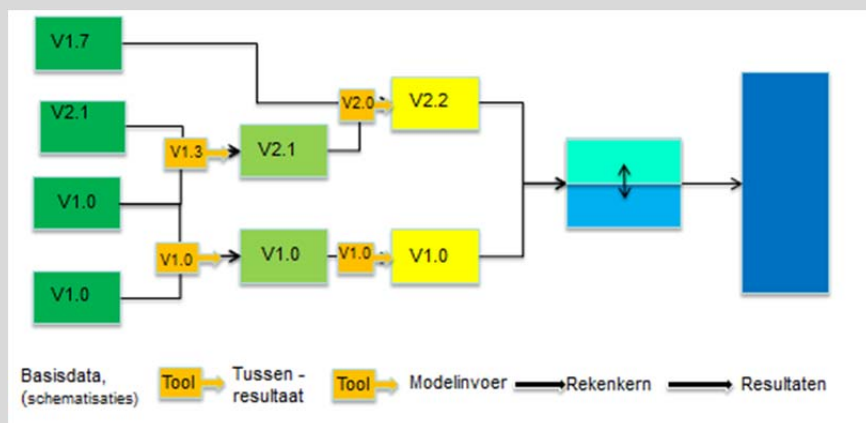 V1.7
V2.1
V1.0
V1.0
V1.3
V1.0
V2.1
V1.0
V2.0
V1.0
V2.2
V1.0
Basisdata,
(schematisaties)
Tool
Tussen -
resultaat
Tool
Modelinvoer
Rekenkern
Resultaten